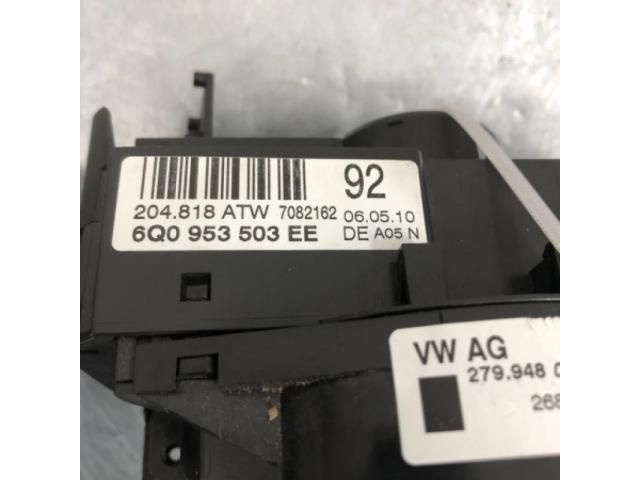 92
204.818 ATW 7082162 06.05.10
6Q0 953 503 EE DE A05 N
VW AG
279.948
268